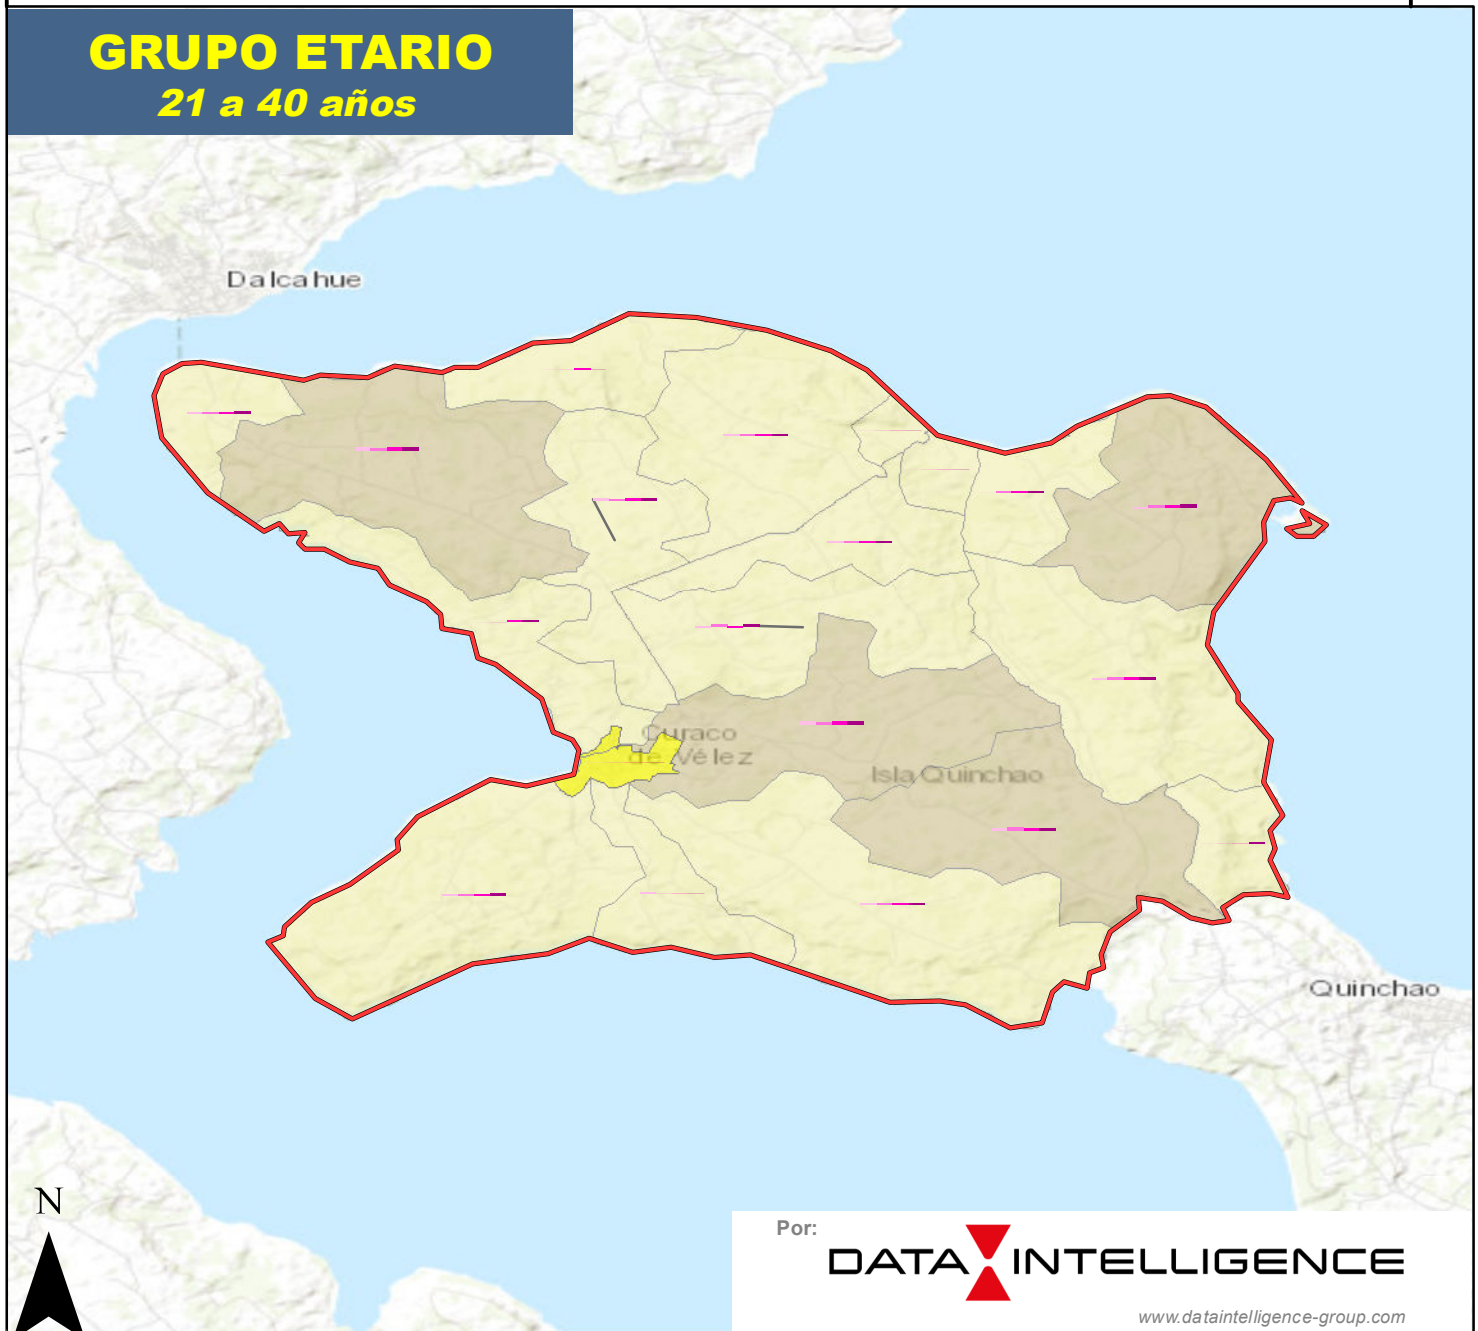 GRUPO ETARIO
21 a 40 años
Dalcahue
Curaco
de Vélez
Isla Quinchao
Quinchao
N
Por:
DATA INTELLIGENCE
www.dataintelligence-group.com